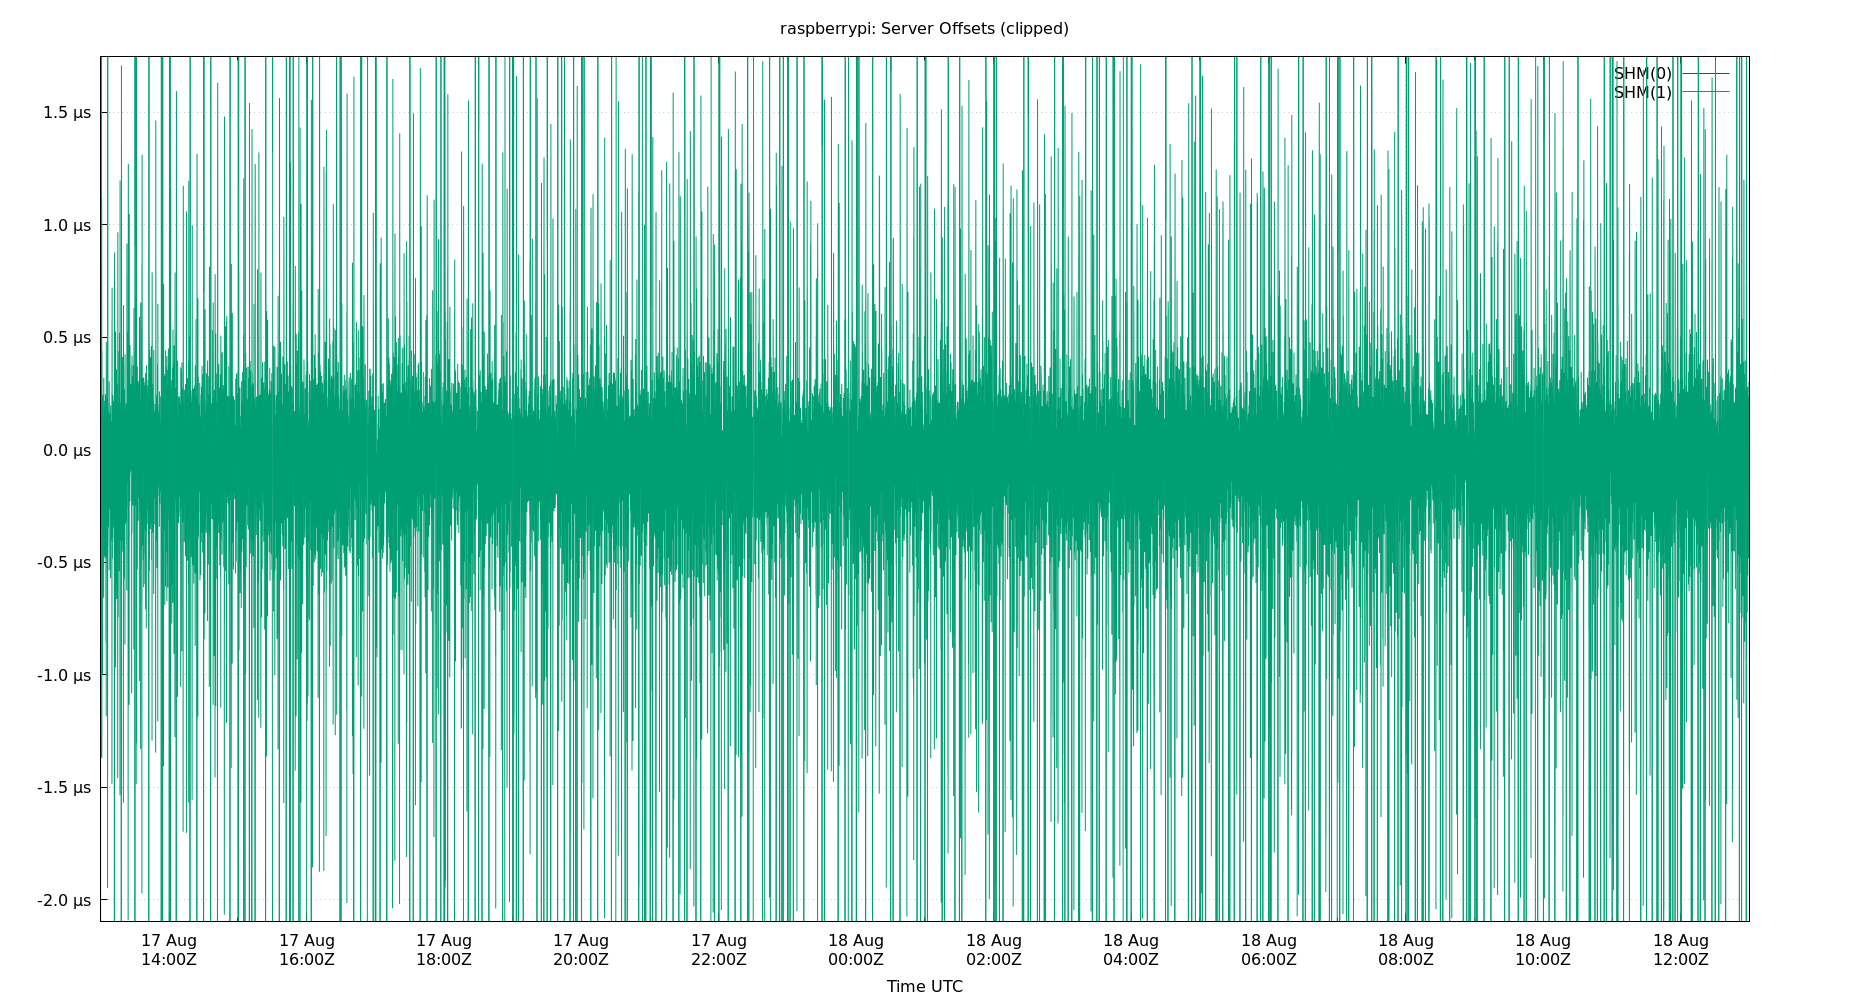 raspberrypi: Server Offsets (clipped)
SHM(0)
SHM(1)
1.5 µs
1.0 µs
0.5 µs
0.0 µs
-0.5 µs
-1.0 µs
-1.5 µs
-2.0 µs
17 Aug 17 Aug 17 Aug 17 Aug 17 Aug 18 Aug 18 Aug 18 Aug 18 Aug 18 Aug 18 Aug 18 Aug
14:00Z 16:00Z 18:00Z 20:00Z 22:00Z 00:00Z 02:00Z 04:00Z 06:00Z 08:00Z 10:00Z 12:00Z
Time UTC